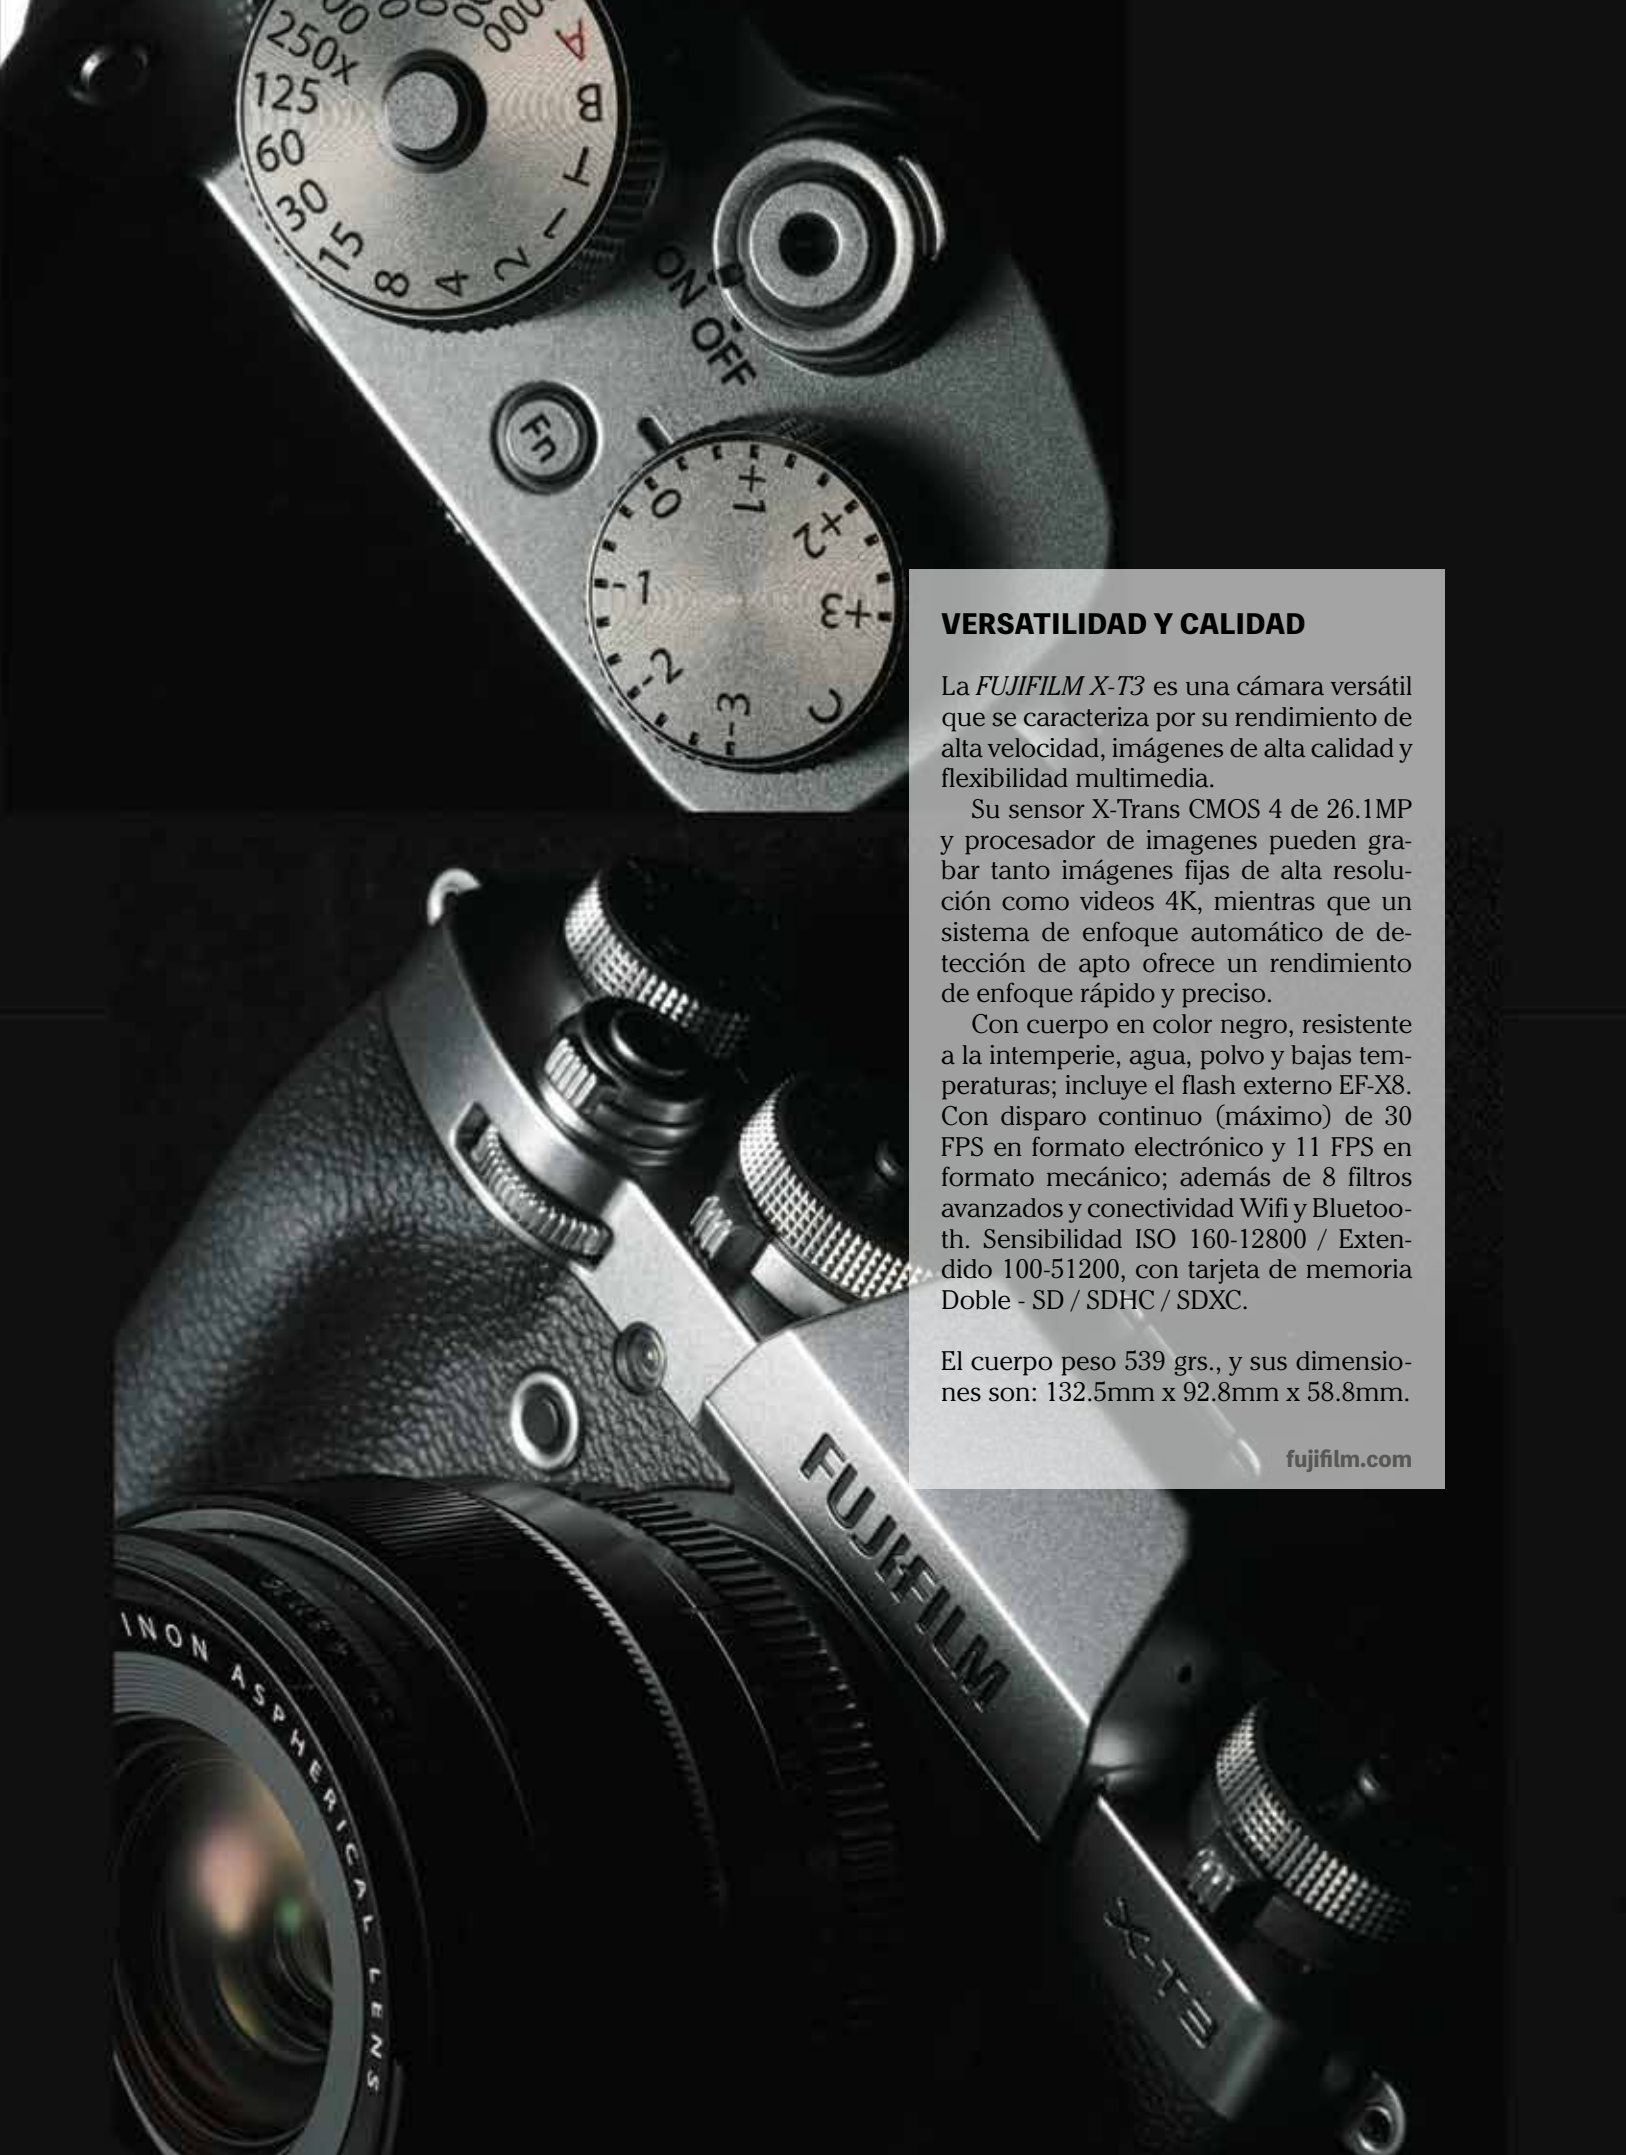 250X
125
60
30
15
8
4
2
1
T
B
A
ON OFF
Fn
0
+1
+2
+3
C
-3
-2
-1
VERSATILIDAD Y CALIDAD
La FUJIFILM X-T3 es una cámara versátil
que se caracteriza por su rendimiento de
alta velocidad, imágenes de alta calidad y
flexibilidad multimedia.
Su sensor X-Trans CMOS 4 de 26.1MP
y procesador de imagenes pueden gra-
bar tanto imágenes fijas de alta resolu-
ción como videos 4K, mientras que un
sistema de enfoque automático de de-
tección de apto ofrece un rendimiento
de enfoque rápido y preciso.
Con cuerpo en color negro, resistente
a la intemperie, agua, polvo y bajas tem-
peraturas; incluye el flash externo EF-X8.
Con disparo continuo (máximo) de 30
FPS en formato electrónico y 11 FPS en
formato mecánico; además de 8 filtros
avanzados y conectividad Wifi y Bluetoo-
th. Sensibilidad ISO 160-12800 / Exten-
dido 100-51200, con tarjeta de memoria
Doble - SD / SDHC / SDXC.
El cuerpo peso 539 grs., y sus dimensio-
nes son: 132.5mm x 92.8mm x 58.8mm.
fujifilm.com
FUJIFILM
INON ASPHERICAL LENS
X-T3